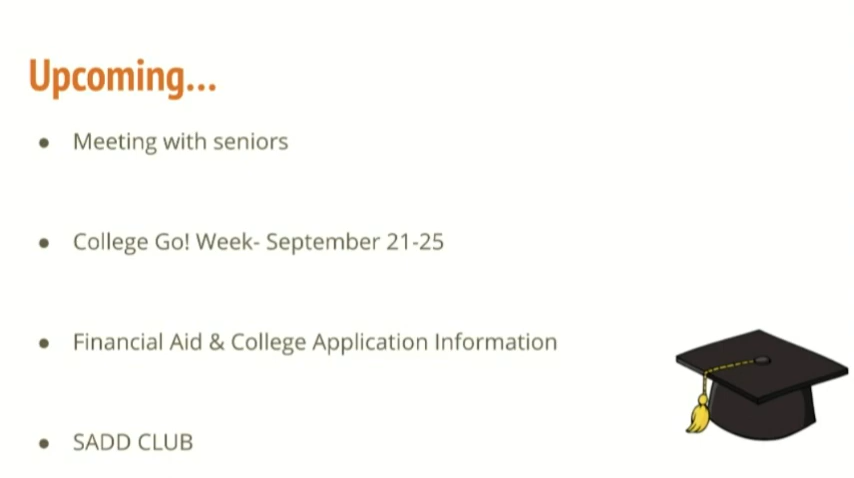 Upcoming...
● Meeting with seniors
● College Go! Week- September 21-25
● Financial Aid & College Application Information
● SADD CLUB